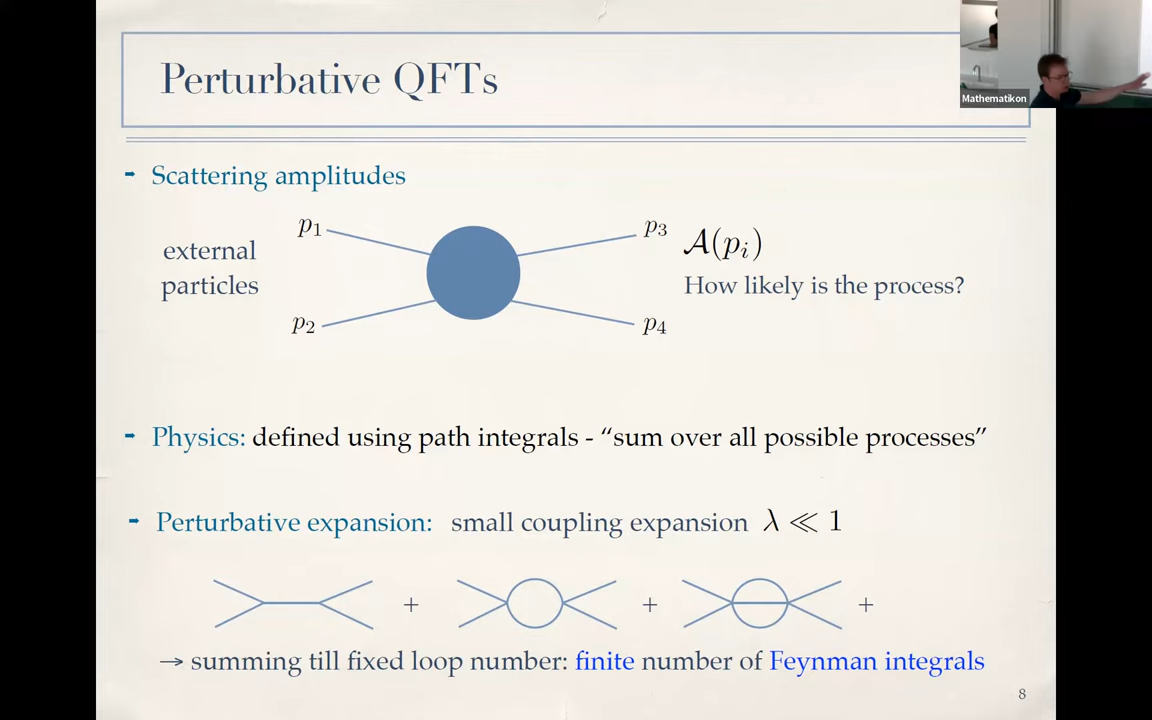 Perturbative QFTs
Mathematikon
➡ Scattering amplitudes
p₁
p₃
𝒜(pᵢ)
external
particles
How likely is the process?
p₂
p₄
➡ Physics: defined using path integrals - “sum over all possible processes”
➡ Perturbative expansion: small coupling expansion λ ≪ 1
+ + +
→ summing till fixed loop number: finite number of Feynman integrals
8